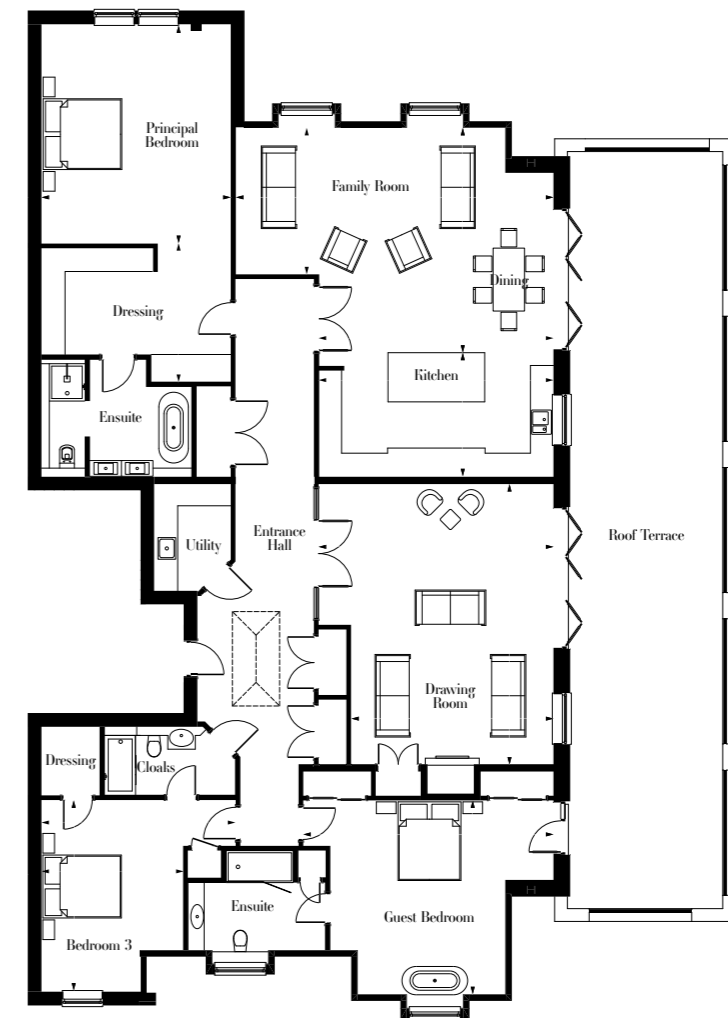 Principal
Bedroom
Family Room
Dining
Dressing
Kitchen
Ensuite
Entrance
Hall
Utility
Roof Terrace
Drawing
Room
Dressing
Cloaks
Ensuite
Guest Bedroom
Bedroom 3